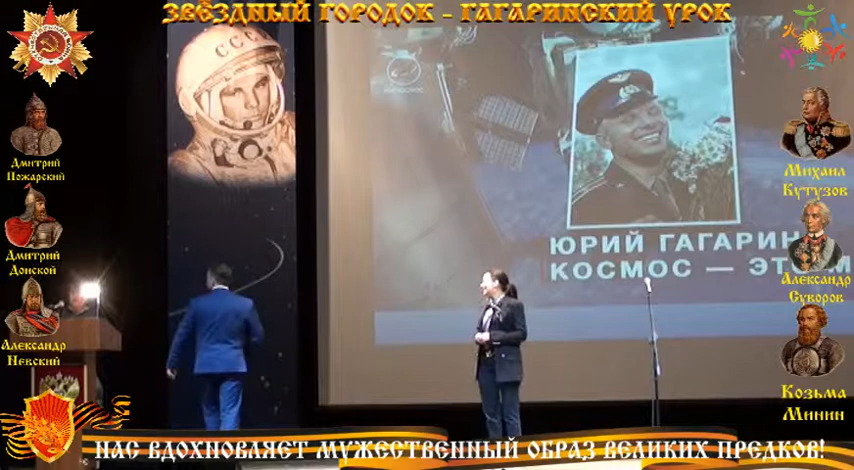 ЗВЁЗДНЫЙ ГОРОДОК - ГАГАРИНСКИЙ УРОК
СССР
Дмитрий
Пожарский
Дмитрий
Донской
Александр
Невский
ЮРИЙ ГАГАРИН
КОСМОС — ЭТО М
Михаил
Кутузов
Александр
Суворов
Козьма
Минин
НАС ВДОХНОВЛЯЕТ МУЖЕСТВЕННЫЙ ОБРАЗ ВЕЛИКИХ ПРЕДКОВ!